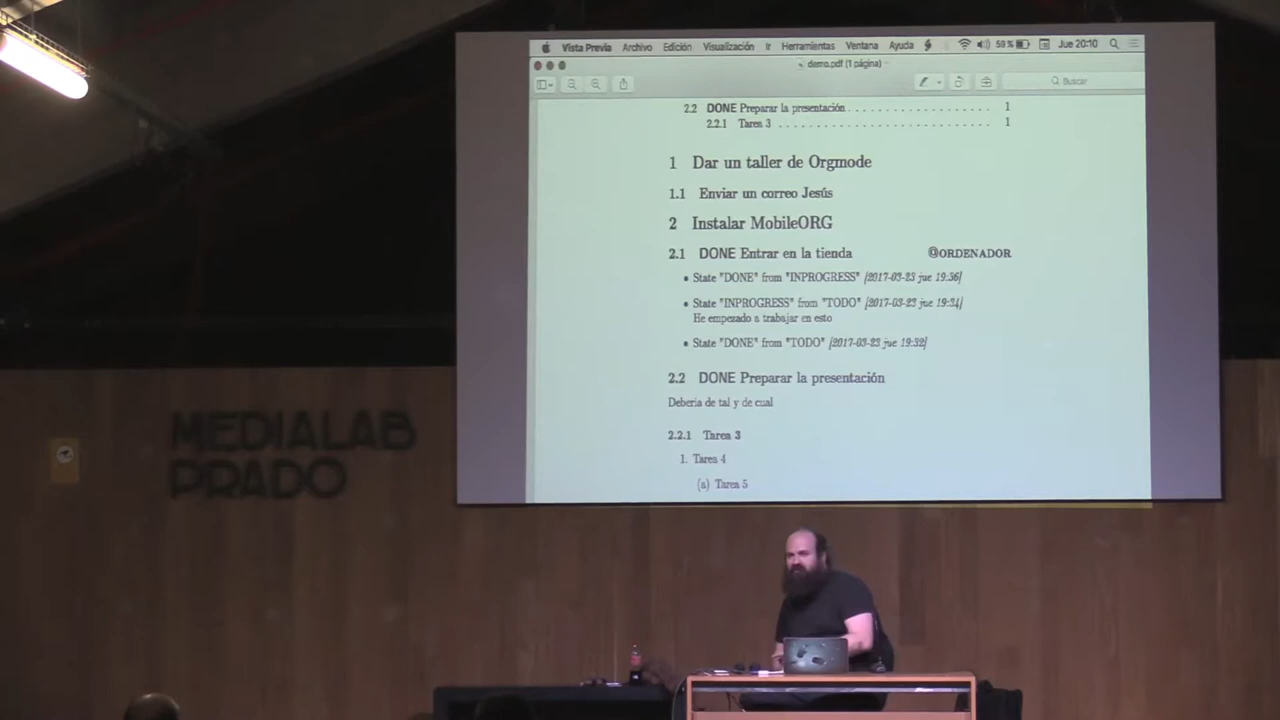 Vista Previa Archivo Edición Visualización Ir Herramientas Ventana Ayuda 59 % Jue 20:10
demo.pdf (1 página)
Buscar
2.2 DONE Preparar la presentación . . . . . . . . . . . . . . . . . . . . . . . . . . 1
2.2.1 Tarea 3 . . . . . . . . . . . . . . . . . . . . . . . . . . . . . . . . . . . . . . 1
1 Dar un taller de Orgmode
1.1 Enviar un correo Jesús
2 Instalar MobileORG
2.1 DONE Entrar en la tienda @ORDENADOR
• State "DONE" from "INPROGRESS" [2017-03-23 jue 19:36]
• State "INPROGRESS" from "TODO" [2017-03-23 jue 19:34]
He empezado a trabajar en esto
• State "DONE" from "TODO" [2017-03-23 jue 19:32]
2.2 DONE Preparar la presentación
Deberia de tal y de cual
2.2.1 Tarea 3
1. Tarea 4
(a) Tarea 5
MEDIALAB
PRADO